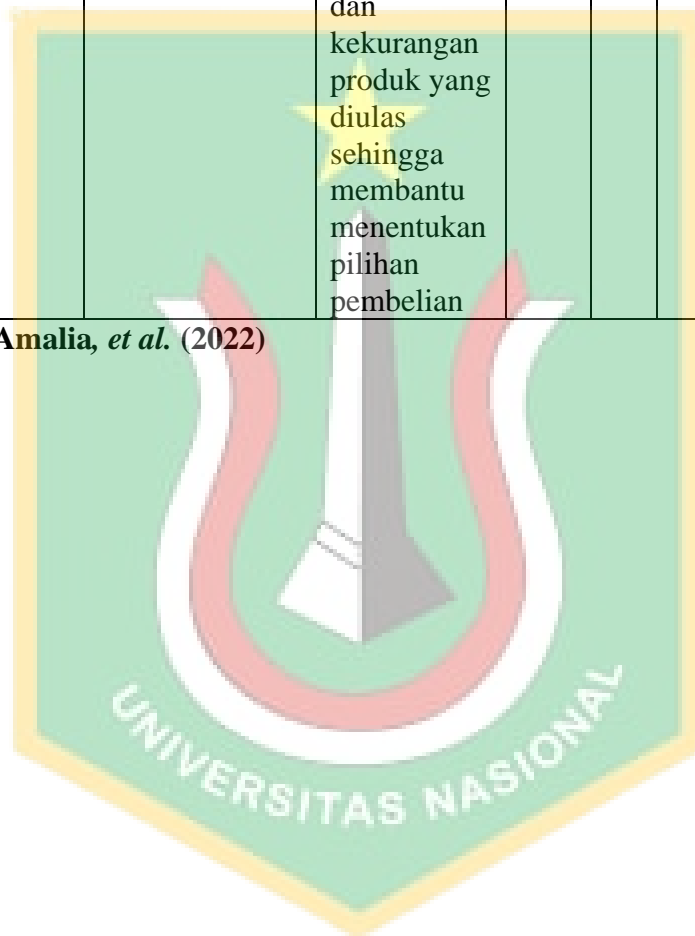 dan
kekurangan
produk yang
diulas
sehingga
membantu
menentukan
pilihan
pembelian
Amalia, et al. (2022)
UNIVERSITAS NASIONAL